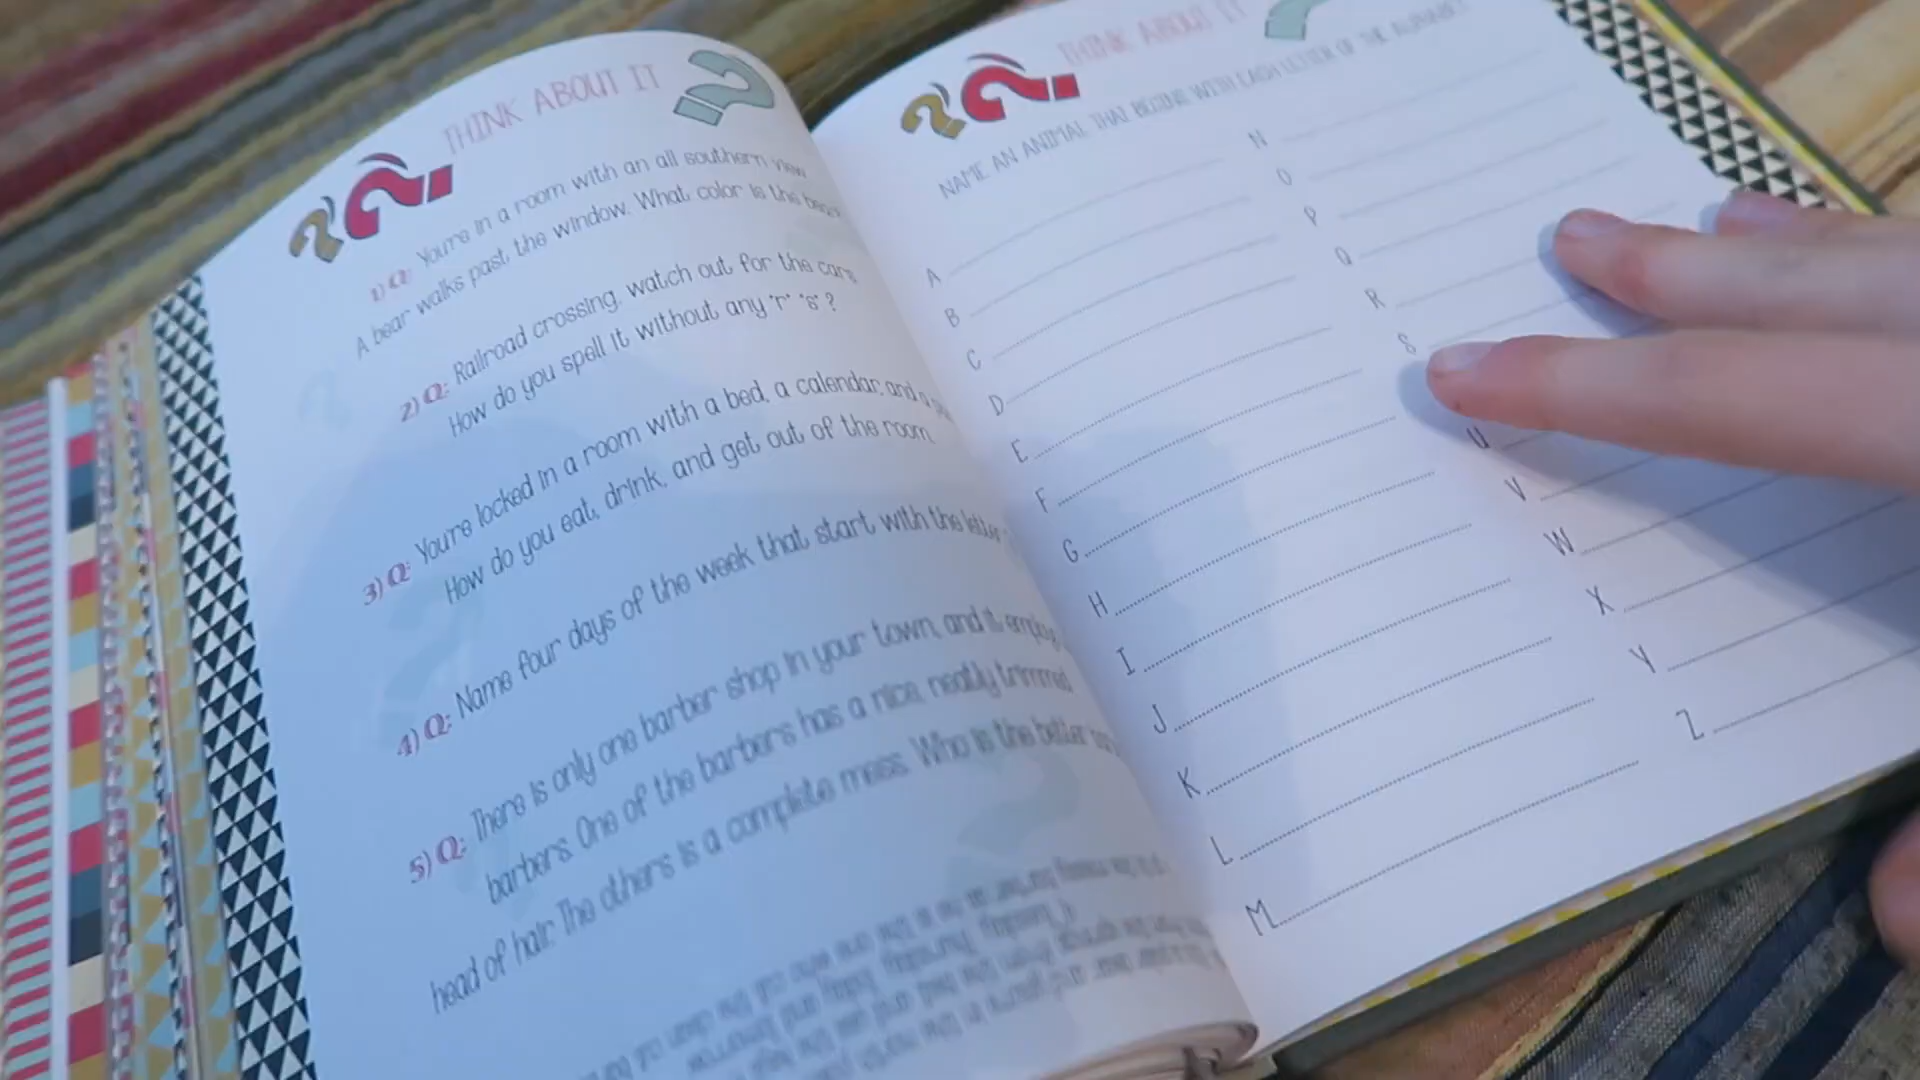 THINK ABOUT IT
1) Q: You're in a room with an all southern view
A bear walks past the window. What color is the
2) Q: Railroad crossing, watch out for the cars
How do you spell it without any "r" "s"?
3) Q: You're locked in a room with a bed, a calendar, and a
How do you eat, drink, and get out of the room
4) Q: Name four days of the week that start with the letter
5) Q: There is only one barber shop in your town, and it
barbers. One of the barbers has a nice, neatly trimmed
head of hair. The others is a complete mess. Who is the better
THINK ABOUT IT
NAME AN ANIMAL THAT BEGINS WITH EACH LETTER OF THE ALPHABET
A
B
C
D
E
F
G
H
I
J
K
L
M
N
O
P
Q
R
S
U
V
W
X
Y
Z